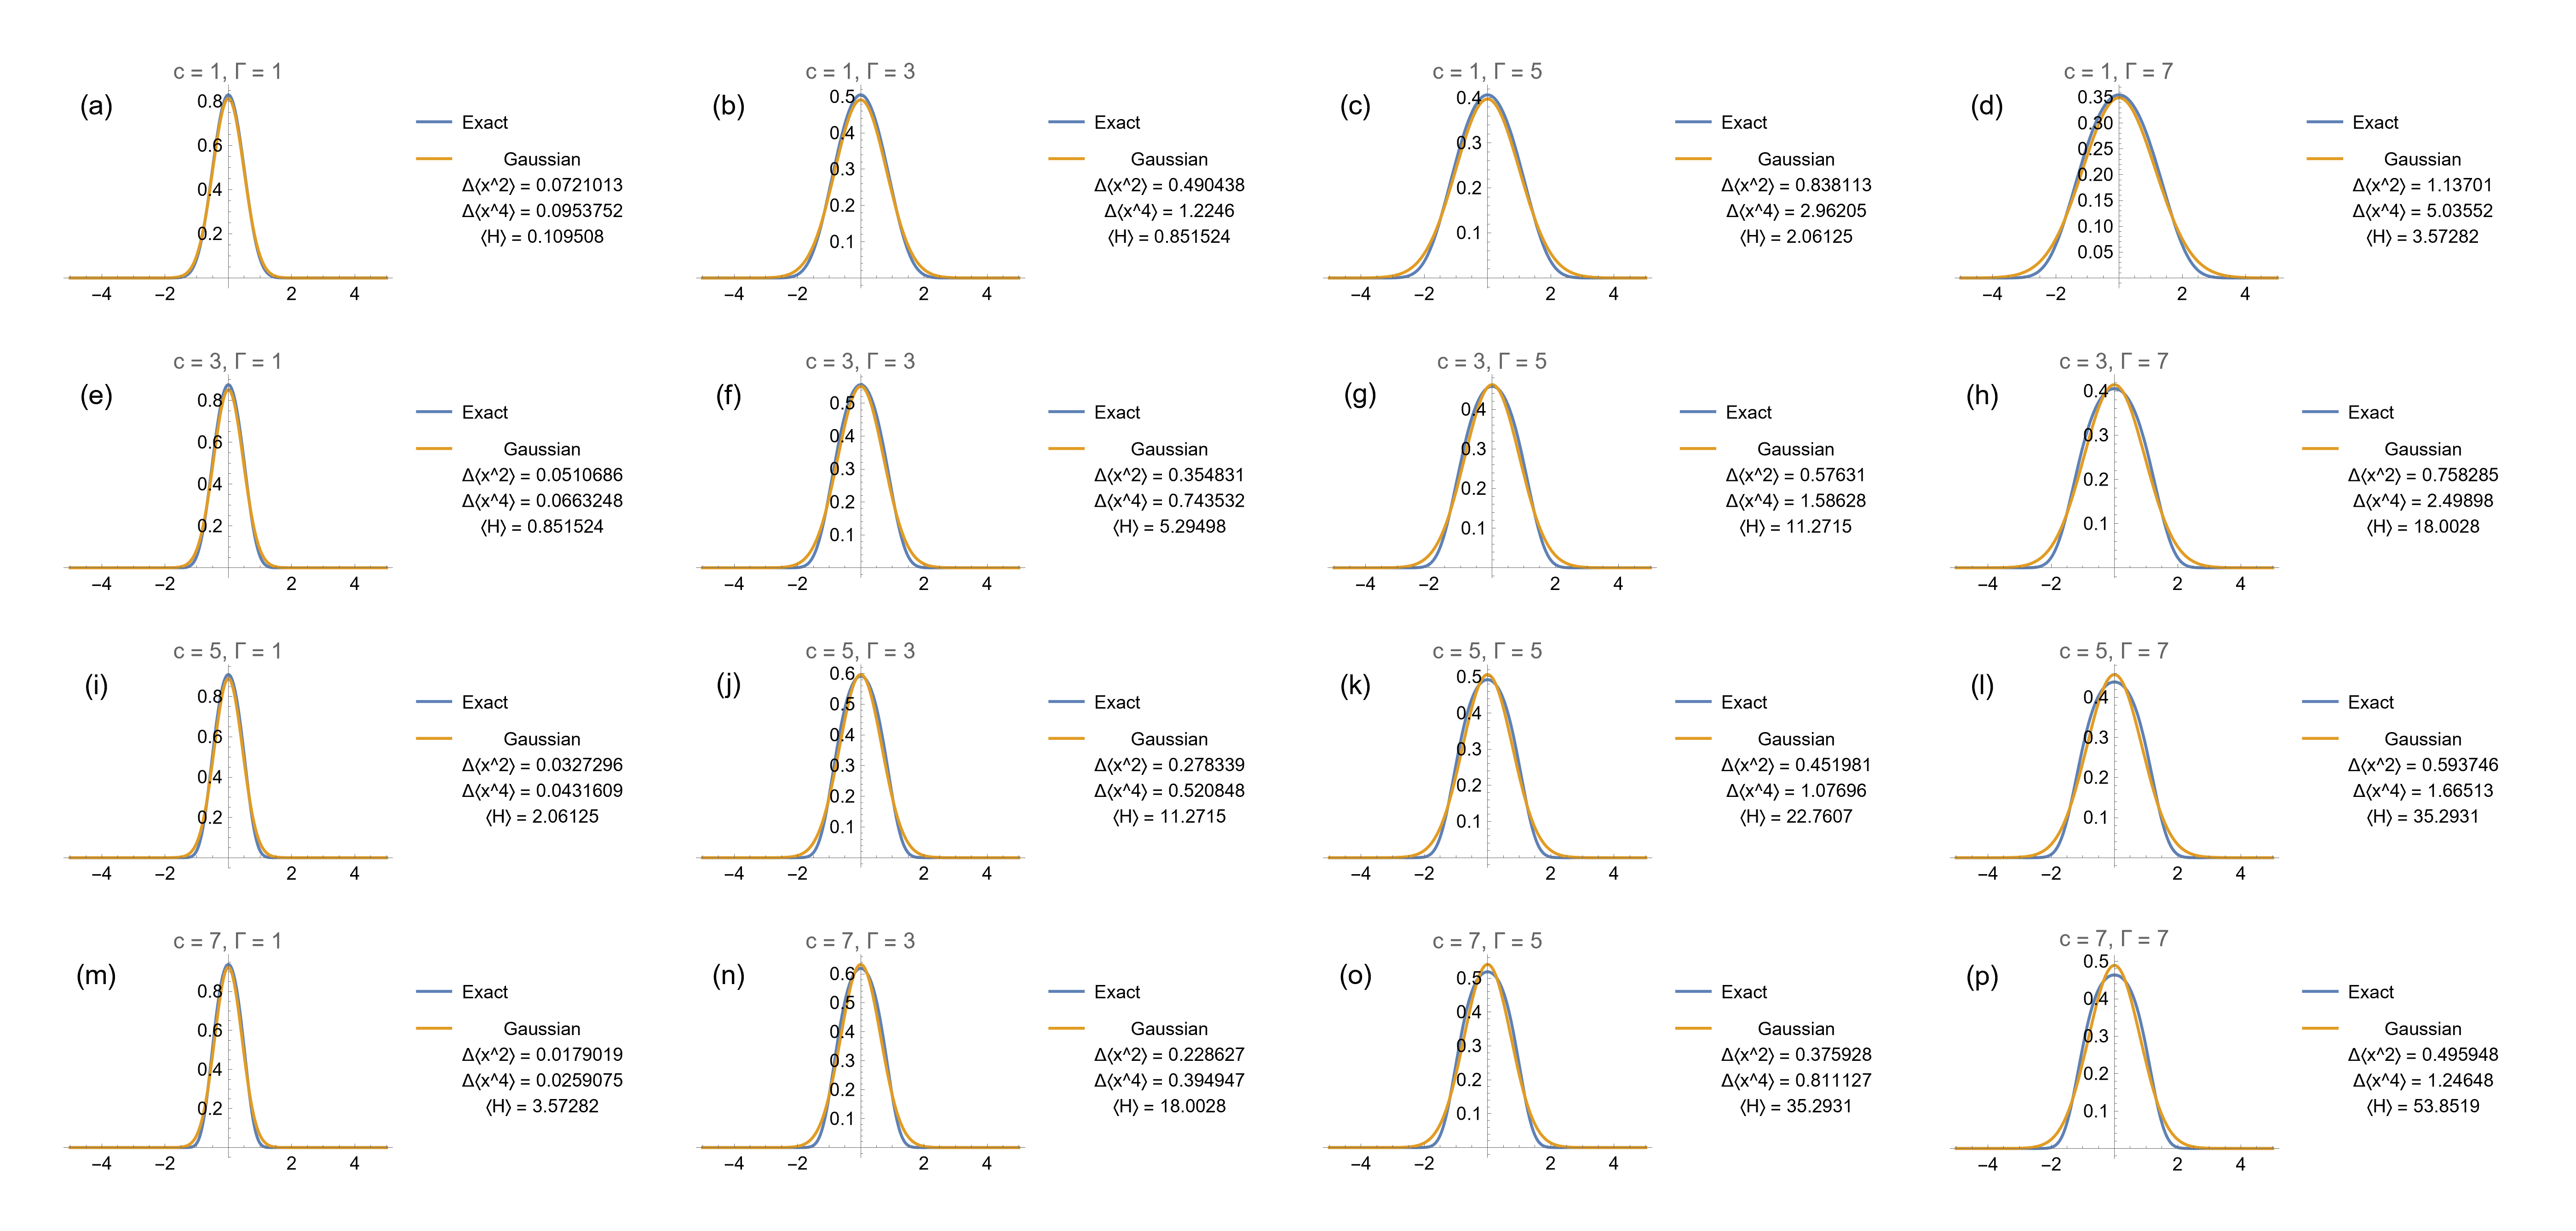 c = 1, Γ = 1
(a)
0.8
0.6
0.4
0.2
−4 −2 2 4
Exact
Gaussian
Δ⟨x^2⟩ = 0.0721013
Δ⟨x^4⟩ = 0.0953752
⟨H⟩ = 0.109508
c = 1, Γ = 3
(b)
0.5
0.4
0.3
0.2
0.1
−4 −2 2 4
Exact
Gaussian
Δ⟨x^2⟩ = 0.490438
Δ⟨x^4⟩ = 1.2246
⟨H⟩ = 0.851524
c = 1, Γ = 5
(c)
0.4
0.3
0.2
0.1
−4 −2 2 4
Exact
Gaussian
Δ⟨x^2⟩ = 0.838113
Δ⟨x^4⟩ = 2.96205
⟨H⟩ = 2.06125
c = 1, Γ = 7
(d)
0.35
0.30
0.25
0.20
0.15
0.10
0.05
−4 −2 2 4
Exact
Gaussian
Δ⟨x^2⟩ = 1.13701
Δ⟨x^4⟩ = 5.03552
⟨H⟩ = 3.57282
c = 3, Γ = 1
(e)
0.8
0.6
0.4
0.2
−4 −2 2 4
Exact
Gaussian
Δ⟨x^2⟩ = 0.0510686
Δ⟨x^4⟩ = 0.0663248
⟨H⟩ = 0.851524
c = 3, Γ = 3
(f)
0.5
0.4
0.3
0.2
0.1
−4 −2 2 4
Exact
Gaussian
Δ⟨x^2⟩ = 0.354831
Δ⟨x^4⟩ = 0.743532
⟨H⟩ = 5.29498
c = 3, Γ = 5
(g)
0.4
0.3
0.2
0.1
−4 −2 2 4
Exact
Gaussian
Δ⟨x^2⟩ = 0.57631
Δ⟨x^4⟩ = 1.58628
⟨H⟩ = 11.2715
c = 3, Γ = 7
(h)
0.4
0.3
0.2
0.1
−4 −2 2 4
Exact
Gaussian
Δ⟨x^2⟩ = 0.758285
Δ⟨x^4⟩ = 2.49898
⟨H⟩ = 18.0028
c = 5, Γ = 1
(i)
0.8
0.6
0.4
0.2
−4 −2 2 4
Exact
Gaussian
Δ⟨x^2⟩ = 0.0327296
Δ⟨x^4⟩ = 0.0431609
⟨H⟩ = 2.06125
c = 5, Γ = 3
(j)
0.6
0.5
0.4
0.3
0.2
0.1
−4 −2 2 4
Exact
Gaussian
Δ⟨x^2⟩ = 0.278339
Δ⟨x^4⟩ = 0.520848
⟨H⟩ = 11.2715
c = 5, Γ = 5
(k)
0.5
0.4
0.3
0.2
0.1
−4 −2 2 4
Exact
Gaussian
Δ⟨x^2⟩ = 0.451981
Δ⟨x^4⟩ = 1.07696
⟨H⟩ = 22.7607
c = 5, Γ = 7
(l)
0.4
0.3
0.2
0.1
−4 −2 2 4
Exact
Gaussian
Δ⟨x^2⟩ = 0.593746
Δ⟨x^4⟩ = 1.66513
⟨H⟩ = 35.2931
c = 7, Γ = 1
(m)
0.8
0.6
0.4
0.2
−4 −2 2 4
Exact
Gaussian
Δ⟨x^2⟩ = 0.0179019
Δ⟨x^4⟩ = 0.0259075
⟨H⟩ = 3.57282
c = 7, Γ = 3
(n)
0.6
0.5
0.4
0.3
0.2
0.1
−4 −2 2 4
Exact
Gaussian
Δ⟨x^2⟩ = 0.228627
Δ⟨x^4⟩ = 0.394947
⟨H⟩ = 18.0028
c = 7, Γ = 5
(o)
0.5
0.4
0.3
0.2
0.1
−4 −2 2 4
Exact
Gaussian
Δ⟨x^2⟩ = 0.375928
Δ⟨x^4⟩ = 0.811127
⟨H⟩ = 35.2931
c = 7, Γ = 7
(p)
0.5
0.4
0.3
0.2
0.1
−4 −2 2 4
Exact
Gaussian
Δ⟨x^2⟩ = 0.495948
Δ⟨x^4⟩ = 1.24648
⟨H⟩ = 53.8519